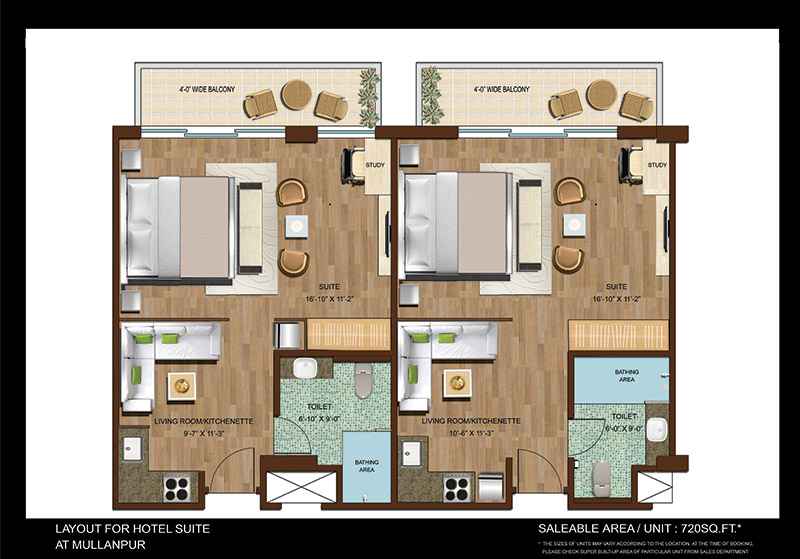 4'-0" WIDE BALCONY
4'-0" WIDE BALCONY
STUDY
STUDY
SUITE
16'-10" X 11'-2"
SUITE
16'-10" X 11'-2"
BATHING
AREA
TOILET
6'-10" X 9'-0"
TOILET
6'-0" X 9'-0"
LIVING ROOM/KITCHENETTE
9'-7" X 11'-3"
LIVING ROOM/KITCHENETTE
10'-6" X 11'-3"
BATHING
AREA
LAYOUT FOR HOTEL SUITE
AT MULLANPUR
SALEABLE AREA / UNIT : 720SQ.FT.*
* THE SIZES OF UNITS MAY VARY ACCORDING TO THE LOCATION. AT THE TIME OF BOOKING,
PLEASE CHECK SUPER BUILT-UP AREA OF PARTICULAR UNIT FROM SALES DEPARTMENT